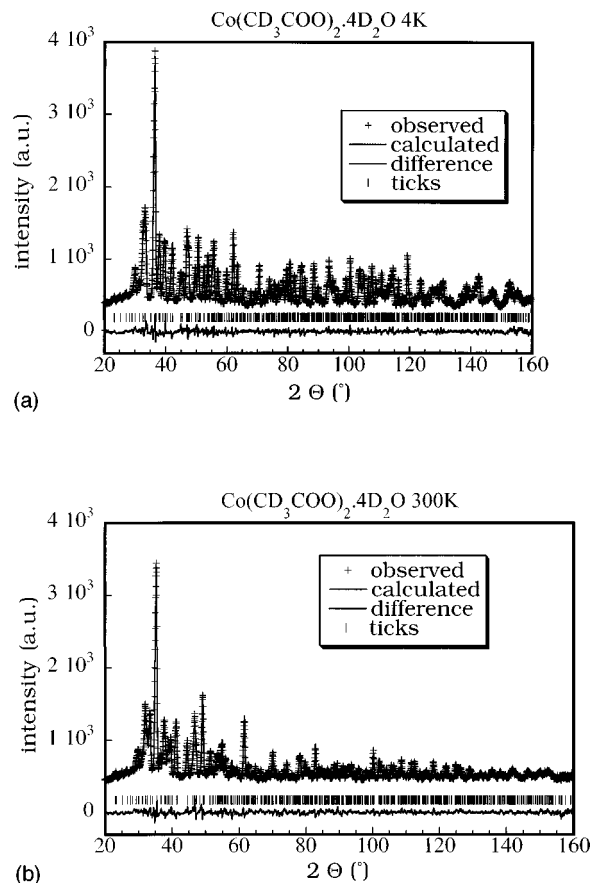 Co(CD₃COO)₂.4D₂O 4K
4 10³
3 10³
2 10³
1 10³
0
intensity (a.u.)
observed
calculated
difference
ticks
20 40 60 80 100 120 140 160
2 Θ (°)
(a)
Co(CD₃COO)₂.4D₂O 300K
4 10³
3 10³
2 10³
1 10³
0
intensity (a.u.)
observed
calculated
difference
ticks
20 40 60 80 100 120 140 160
2 Θ (°)
(b)